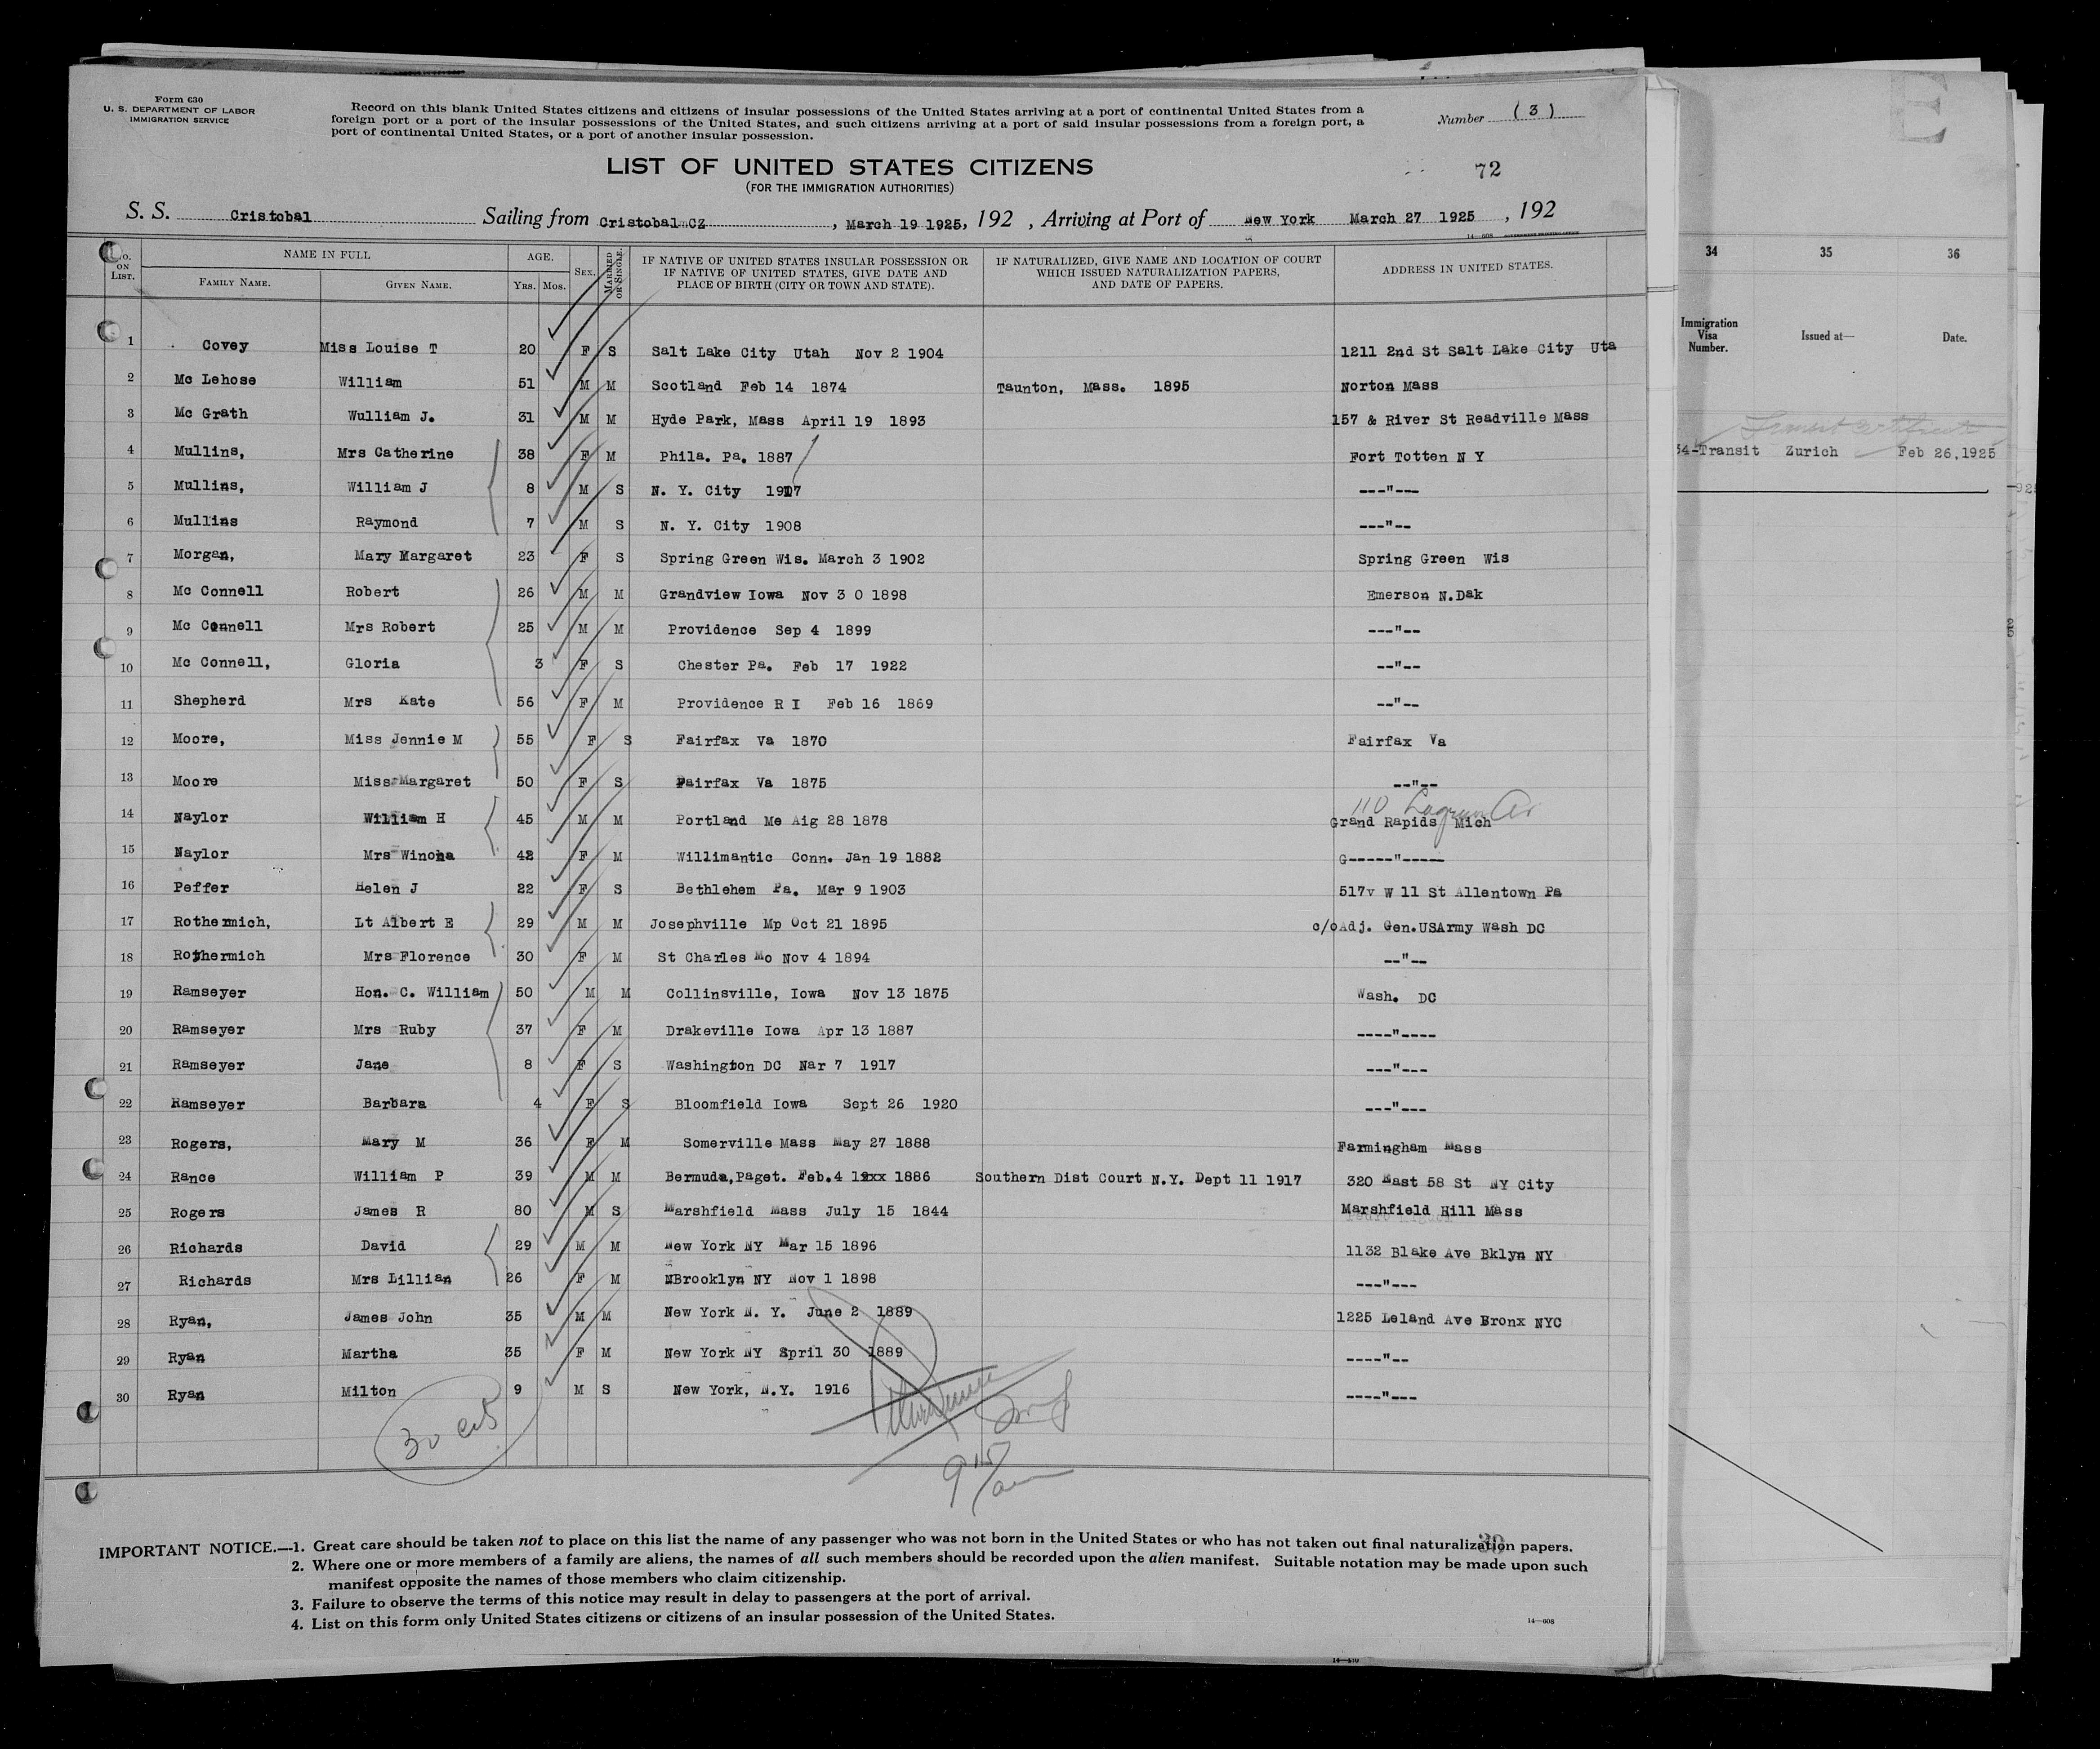 Form 630
U. S. DEPARTMENT OF LABOR
IMMIGRATION SERVICE
Record on this blank United States citizens and citizens of insular possessions of the United States arriving at a port of continental United States from a
foreign port or a port of the insular possessions of the United States, and such citizens arriving at a port of said insular possessions from a foreign port, a
port of continental United States, or a port of another insular possession.
Number (3)
LIST OF UNITED STATES CITIZENS
(FOR THE IMMIGRATION AUTHORITIES)
72
S. S. Cristobal Sailing from Cristobal CZ, March 19 1925, 192 , Arriving at Port of New York March 27 1925, 192
14—608
No. ON LIST. NAME IN FULL AGE. SEX. MARRIED OR SINGLE. IF NATIVE OF UNITED STATES INSULAR POSSESSION OR IF NATIVE OF UNITED STATES, GIVE DATE AND PLACE OF BIRTH (CITY OR TOWN AND STATE). IF NATURALIZED, GIVE NAME AND LOCATION OF COURT WHICH ISSUED NATURALIZATION PAPERS, AND DATE OF PAPERS. ADDRESS IN UNITED STATES.
FAMILY NAME. GIVEN NAME. YRS. MOS.
1 Covey Miss Louise T 20 F S Salt Lake City Utah Nov 2 1904 1211 2nd St Salt Lake City Uta
2 Mc Lehose William 51 M M Scotland Feb 14 1874 Taunton, Mass. 1895 Norton Mass
3 Mc Grath Wulliam J. 31 M M Hyde Park, Mass April 19 1893 157 & River St Readville Mass
4 Mullins, Mrs Catherine 38 F M Phila. Pa. 1887 Fort Totten N Y
5 Mullins, William J 8 M S N. Y. City 1917 ---"---
6 Mullins Raymond 7 M S N. Y. City 1908 ---"--
7 Morgan, Mary Margaret 23 F S Spring Green Wis. March 3 1902 Spring Green Wis
8 Mc Connell Robert 26 M M Grandview Iowa Nov 3 0 1898 Emerson N.Dak
9 Mc Connell Mrs Robert 25 M M Providence Sep 4 1899 ---"--
10 Mc Connell, Gloria 3 F S Chester Pa. Feb 17 1922 --"--
11 Shepherd Mrs Kate 56 F M Providence R I Feb 16 1869 --"--
12 Moore, Miss Jennie M 55 F S Fairfax Va 1870 Fairfax Va
13 Moore Miss Margaret 50 F S Fairfax Va 1875 --"--
110
14 Naylor William H 45 M M Portland Me Aig 28 1878 Grand Rapids Mich
15 Naylor Mrs Winona 42 F M Willimantic Conn. Jan 19 1882 G-----"-----
16 Peffer Helen J 22 F S Bethlehem Pa. Mar 9 1903 517v W 11 St Allentown Pa
17 Rothermich, Lt Albert E 29 M M Josephville Mp Oct 21 1895 c/oAdj. Gen.USArmy Wash DC
18 Rothermich Mrs Florence 30 F M St Charles Mo Nov 4 1894 --"--
19 Ramseyer Hon. C. William 50 M M Collinsville, Iowa Nov 13 1875 Wash. DC
20 Ramseyer Mrs Ruby 37 F M Drakeville Iowa Apr 13 1887 ----"----
21 Ramseyer Jane 8 F S Washington DC Nar 7 1917 ---"---
22 Ramseyer Barbara 4 F S Bloomfield Iowa Sept 26 1920 ---"---
23 Rogers, Mary M 36 F M Somerville Mass May 27 1888 Farmingham Mass
24 Rance William P 39 M M Bermuda,Paget. Feb.4 19xx 1886 Southern Dist Court N.Y. Dept 11 1917 320 East 58 St NY City
25 Rogers James R 80 M S Marshfield Mass July 15 1844 Marshfield Hill Mass
26 Richards David 29 M M New York NY Mar 15 1896 1132 Blake Ave Bklyn NY
27 Richards Mrs Lillian 26 F M NBrooklyn NY Nov 1 1898 ---"---
28 Ryan, James John 35 M M New York N. Y. June 2 1889 1225 Leland Ave Bronx NYC
29 Ryan Martha 35 F M New York NY April 30 1889 ----"--
30 Ryan Milton 9 M S New York, N.Y. 1916 ----"---
30 cits
9 15/am
39
IMPORTANT NOTICE.—1. Great care should be taken not to place on this list the name of any passenger who was not born in the United States or who has not taken out final naturalization papers.
2. Where one or more members of a family are aliens, the names of all such members should be recorded upon the alien manifest. Suitable notation may be made upon such
manifest opposite the names of those members who claim citizenship.
3. Failure to observe the terms of this notice may result in delay to passengers at the port of arrival.
4. List on this form only United States citizens or citizens of an insular possession of the United States.
14—608
34 35 36
Immigration Visa Number. Issued at— Date.
Transit certificate
54-Transit Zurich Feb 26,1925